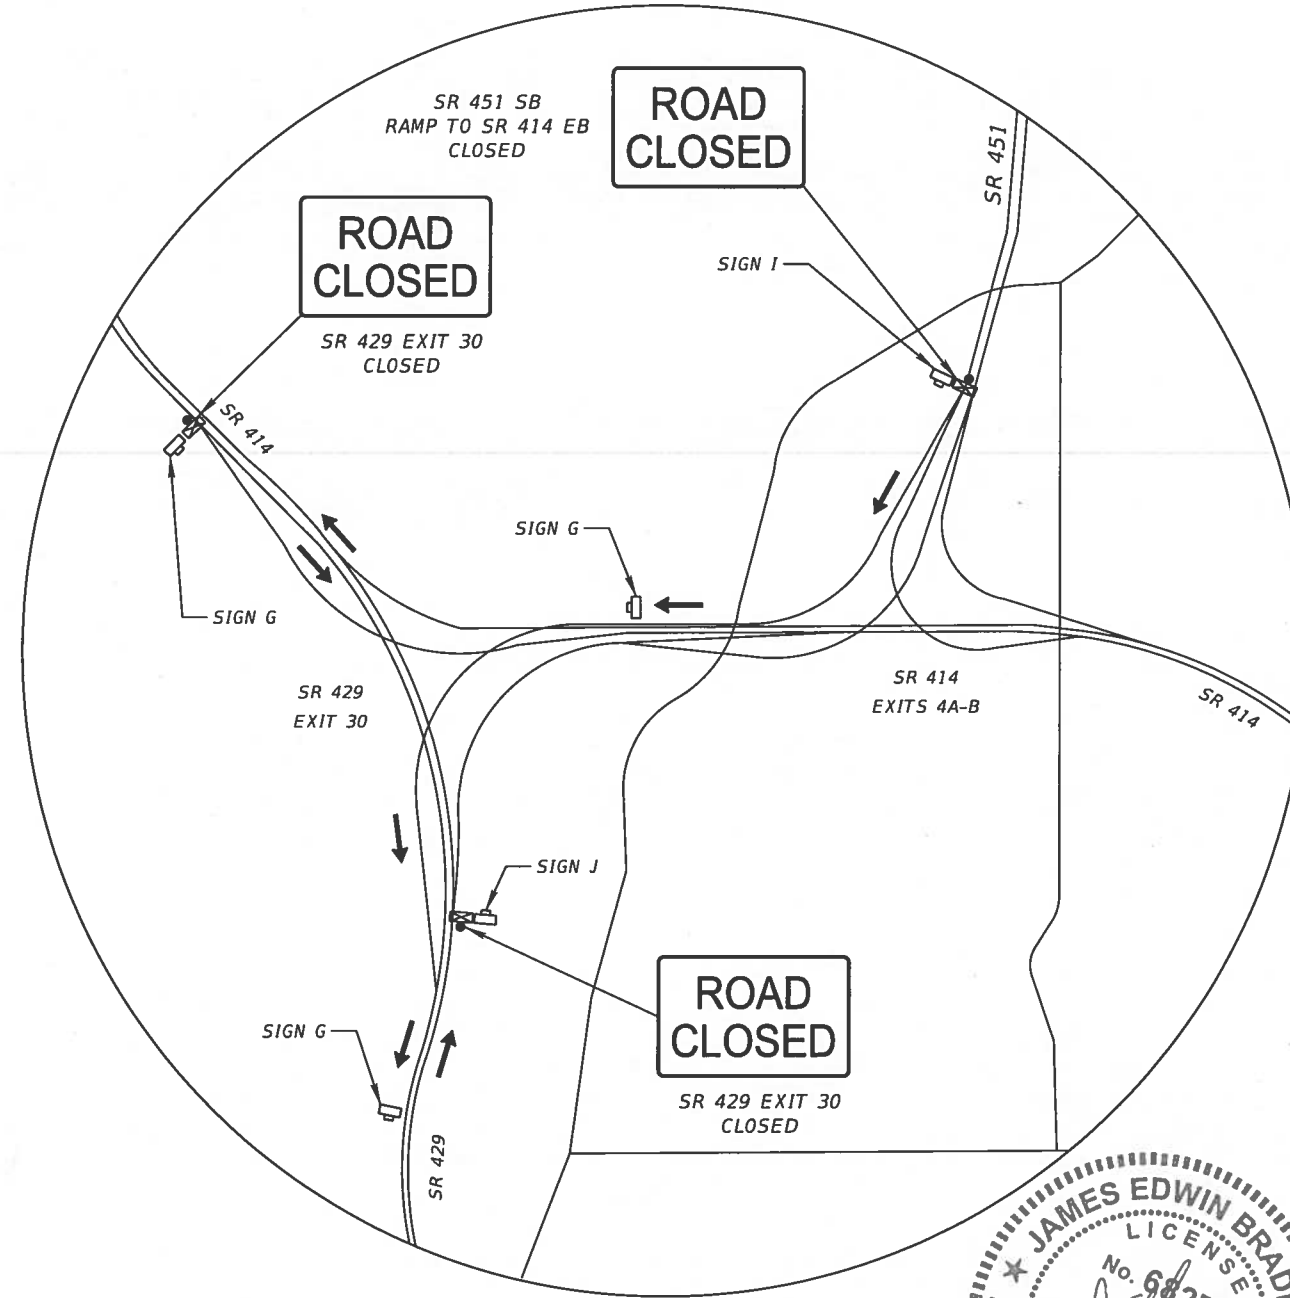 SR 451 SB
RAMP TO SR 414 EB
CLOSED
ROAD
CLOSED
SR 451
ROAD
CLOSED
SIGN I
SR 429 EXIT 30
CLOSED
SR 414
SIGN G
SIGN G
SR 429
EXIT 30
SR 414
EXITS 4A-B
SR 414
SIGN J
ROAD
CLOSED
SIGN G
SR 429 EXIT 30
CLOSED
SR 429
JAMES EDWIN
LICENSE
No.